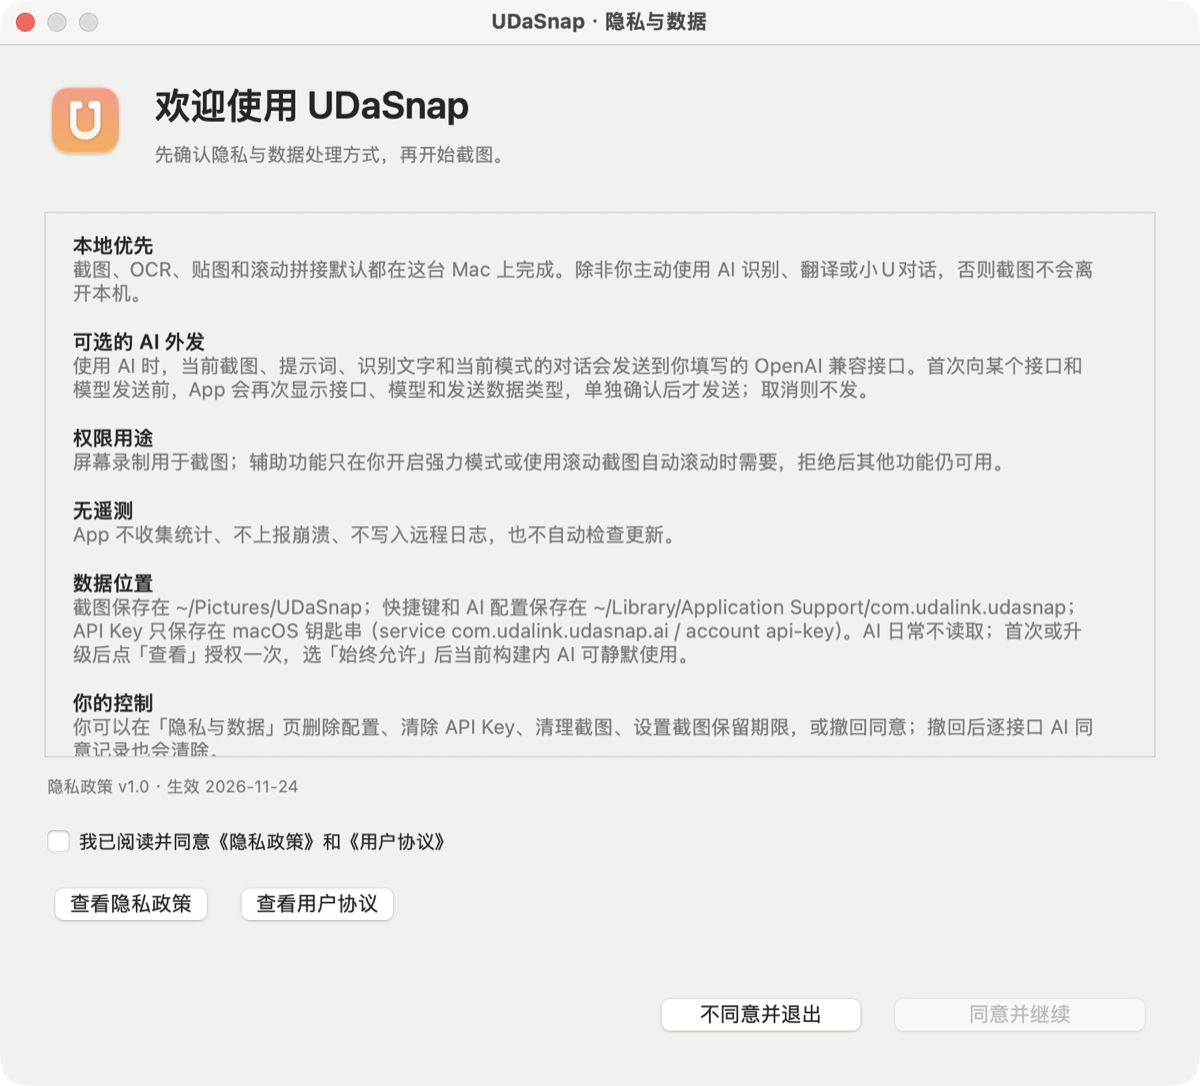 UDaSnap · 隐私与数据
欢迎使用 UDaSnap
先确认隐私与数据处理方式，再开始截图。
本地优先
截图、OCR、贴图和滚动拼接默认都在这台 Mac 上完成。除非你主动使用 AI 识别、翻译或小U对话，否则截图不会离
开本机。
可选的 AI 外发
使用 AI 时，当前截图、提示词、识别文字和当前模式的对话会发送到你填写的 OpenAI 兼容接口。首次向某个接口和
模型发送前，App 会再次显示接口、模型和发送数据类型，单独确认后才发送；取消则不发。
权限用途
屏幕录制用于截图；辅助功能只在你开启强力模式或使用滚动截图自动滚动时需要，拒绝后其他功能仍可用。
无遥测
App 不收集统计、不上报崩溃、不写入远程日志，也不自动检查更新。
数据位置
截图保存在 ~/Pictures/UDaSnap；快捷键和 AI 配置保存在 ~/Library/Application Support/com.udalink.udasnap；
API Key 只保存在 macOS 钥匙串（service com.udalink.udasnap.ai / account api-key）。AI 日常不读取；首次或升
级后点「查看」授权一次，选「始终允许」后当前构建内 AI 可静默使用。
你的控制
你可以在「隐私与数据」页删除配置、清除 API Key、清理截图、设置截图保留期限，或撤回同意；撤回后逐接口 AI 同
意记录也会清除。
隐私政策 v1.0 · 生效 2026-11-24
我已阅读并同意《隐私政策》和《用户协议》
查看隐私政策 查看用户协议
不同意并退出 同意并继续